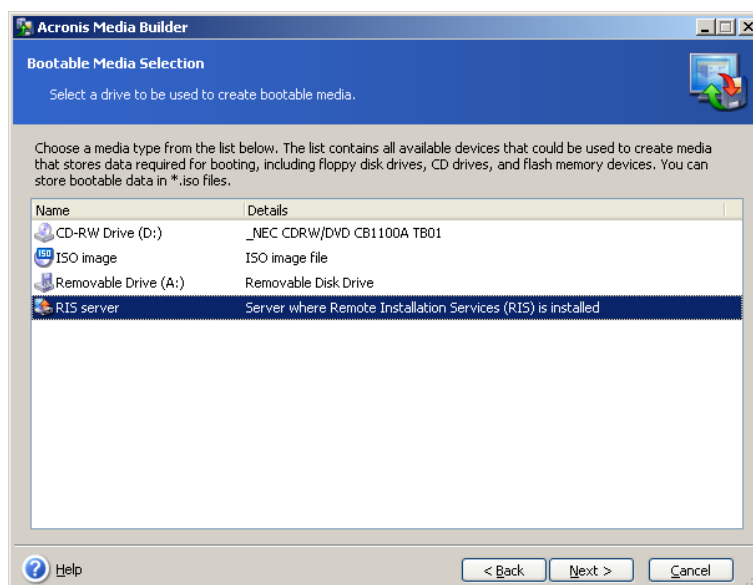 Acronis Media Builder
Bootable Media Selection
Select a drive to be used to create bootable media.
Choose a media type from the list below. The list contains all available devices that could be used to create media
that stores data required for booting, including floppy disk drives, CD drives, and flash memory devices. You can
store bootable data in *.iso files.
Name Details
CD-RW Drive (D:) _NEC CDRW/DVD CB1100A TB01
ISO ISO image ISO image file
Removable Drive (A:) Removable Disk Drive
RIS server Server where Remote Installation Services (RIS) is installed
? Help < Back Next > Cancel